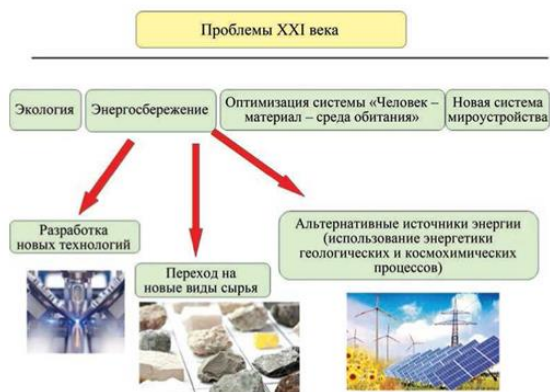 Проблемы XXI века
Экология
Энергосбережение
Оптимизация системы «Человек –
материал – среда обитания»
Новая система
мироустройства
Разработка
новых технологий
Переход на
новые виды сырья
Альтернативные источники энергии
(использование энергетики
геологических и космохимических
процессов)